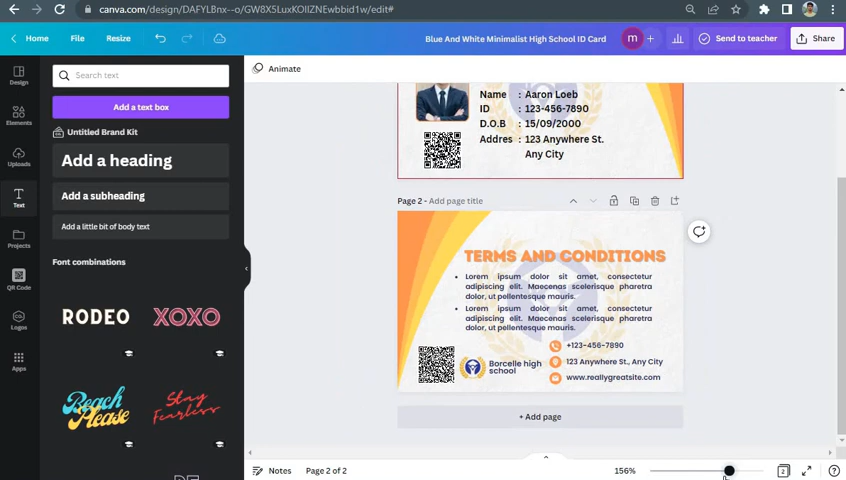 canva.com/design/DAFYLBnx--o/GW8X5LuxKOIIZNEwbbid1w/edit#
Home File Resize Blue And White Minimalist High School ID Card m + Send to teacher Share
Design
Elements
Uploads
Text
Projects
QR Code
Logos
Apps
Search text
Add a text box
Untitled Brand Kit
Add a heading
Add a subheading
Add a little bit of body text
Font combinations
RODEO
XOXO
Beach Please
Stay Fearless
Animate
Name : Aaron Loeb
ID : 123-456-7890
D.O.B : 15/09/2000
Addres : 123 Anywhere St.
Any City
Page 2 - Add page title
TERMS AND CONDITIONS
• Lorem ipsum dolor sit amet, consectetur
adipiscing elit. Maecenas scelerisque pharetra
dolor, ut pellentesque mauris.
• Lorem ipsum dolor sit amet, consectetur
adipiscing elit. Maecenas scelerisque pharetra
dolor, ut pellentesque mauris.
Borcelle high
school
+123-456-7890
123 Anywhere St., Any City
www.reallygreatsite.com
+ Add page
Notes Page 2 of 2 156% 2